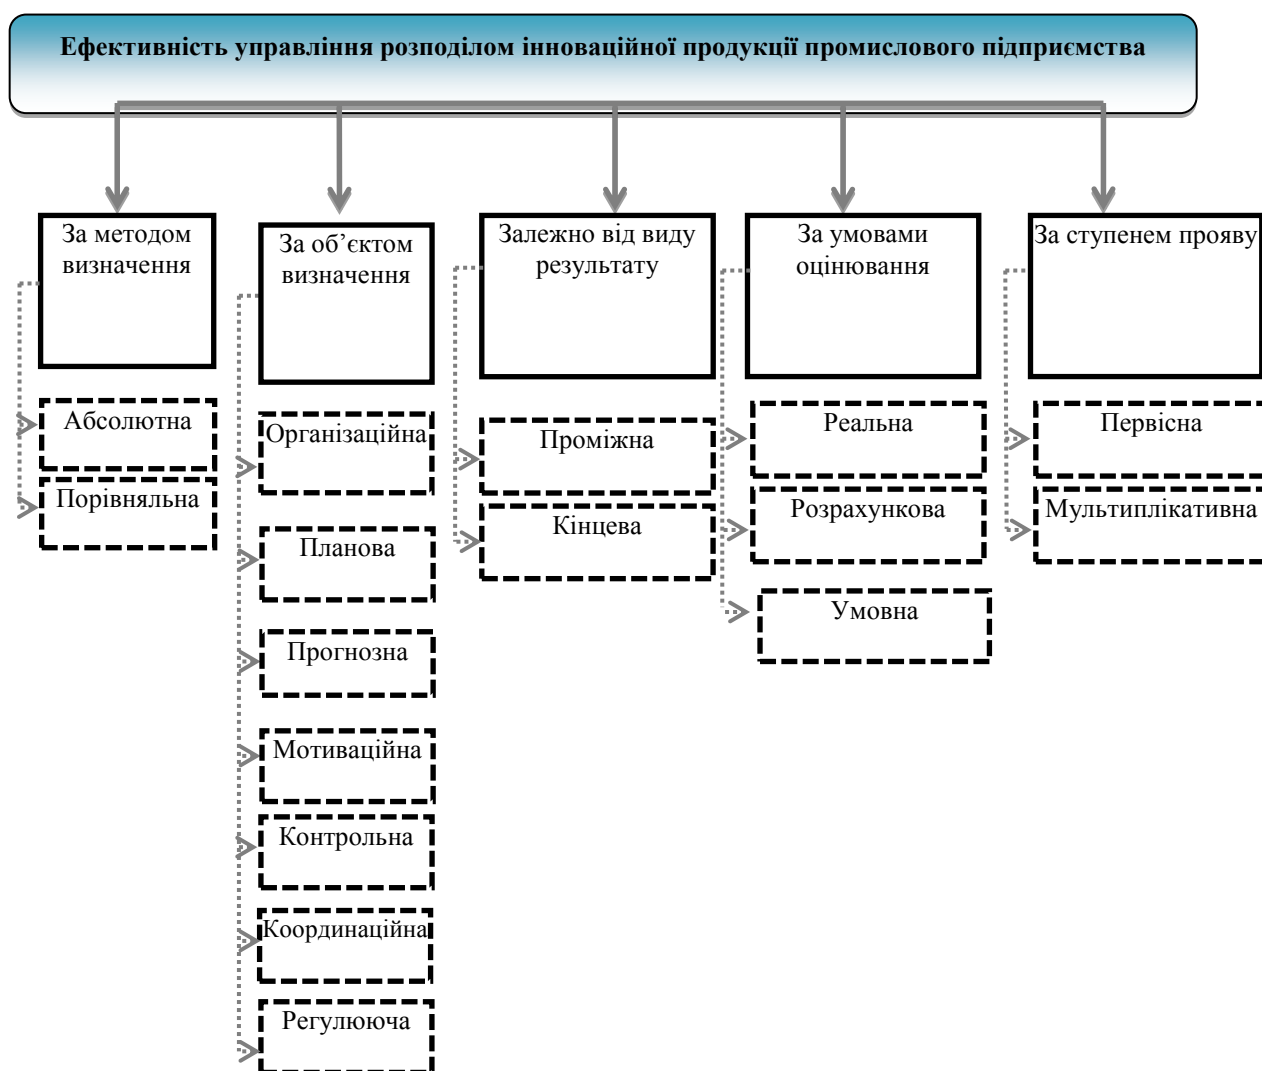 Ефективність управління розподілом інноваційної продукції промислового підприємства
За методом
визначення
Абсолютна
Порівняльна
За об’єктом
визначення
Організаційна
Планова
Прогнозна
Мотиваційна
Контрольна
Координаційна
Регулююча
Залежно від виду
результату
Проміжна
Кінцева
За умовами
оцінювання
Реальна
Розрахункова
Умовна
За ступенем прояву
Первісна
Мультиплікативна